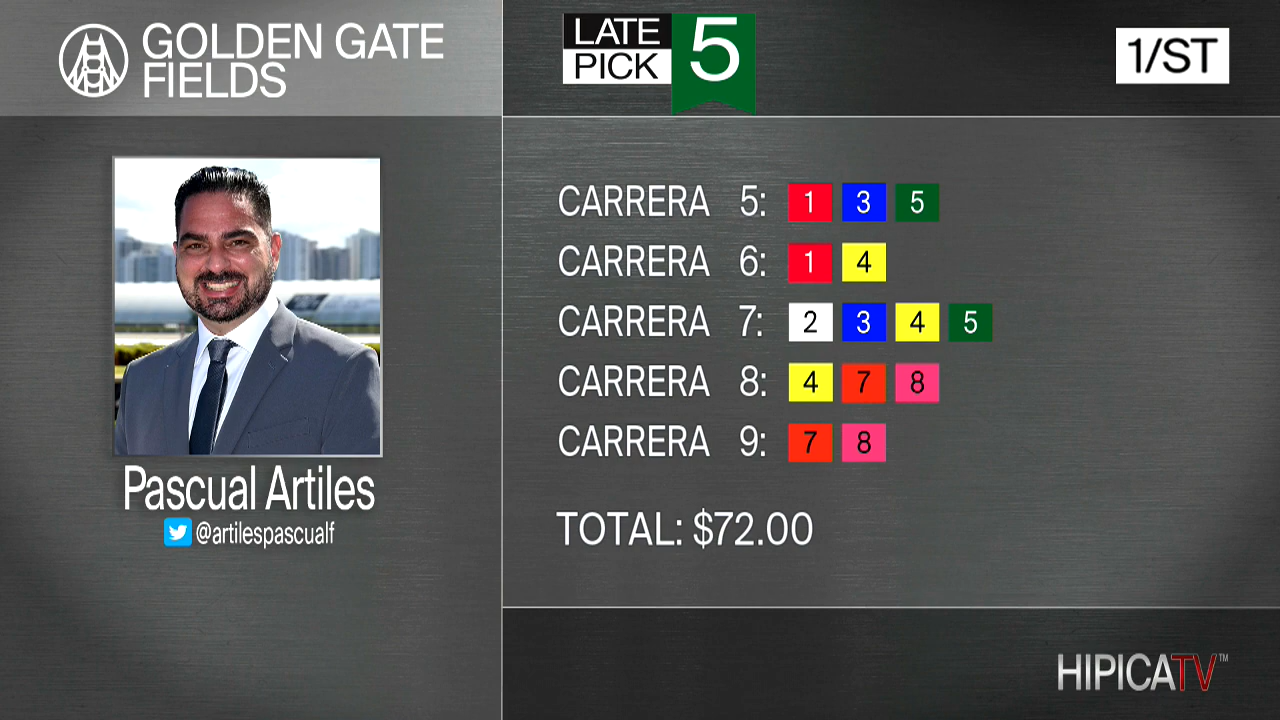 GOLDEN GATE
FIELDS
LATE
PICK
5
1/ST
Pascual Artiles
@artilespascualf
CARRERA 5: 1 3 5
CARRERA 6: 1 4
CARRERA 7: 2 3 4 5
CARRERA 8: 4 7 8
CARRERA 9: 7 8
TOTAL: $72.00
HIPICATV™